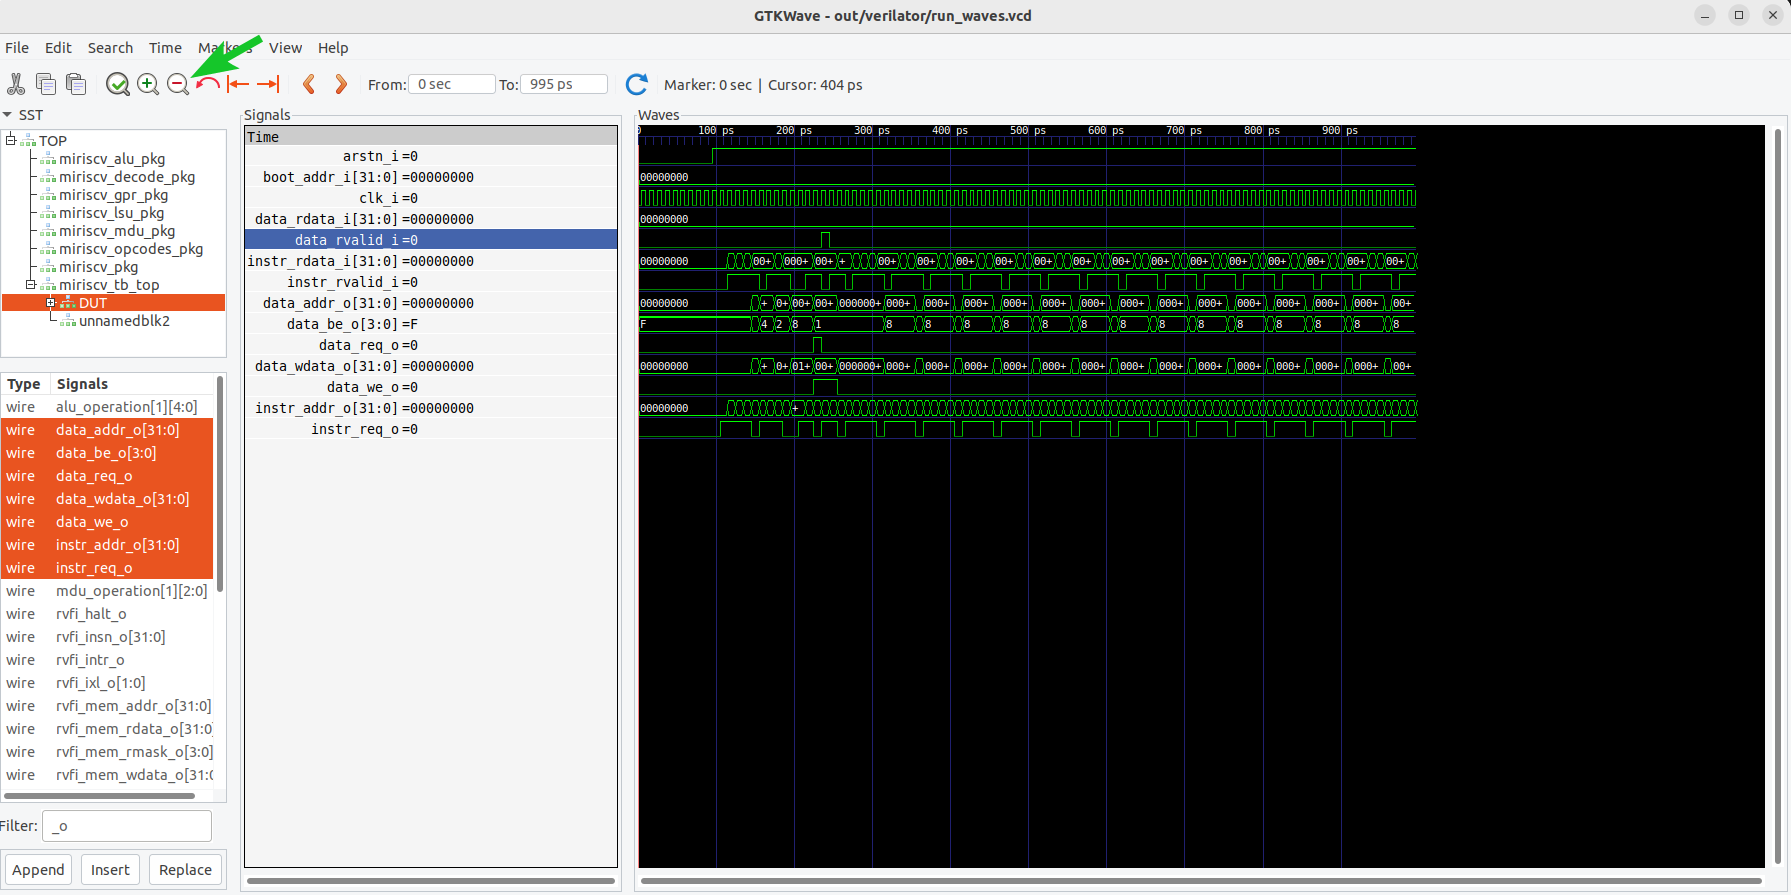 GTKWave - out/verilator/run_waves.vcd
File Edit Search Time Markers View Help
From: 0 sec To: 995 ps Marker: 0 sec | Cursor: 404 ps
SST
TOP
miriscv_alu_pkg
miriscv_decode_pkg
miriscv_gpr_pkg
miriscv_lsu_pkg
miriscv_mdu_pkg
miriscv_opcodes_pkg
miriscv_pkg
miriscv_tb_top
DUT
unnamedblk2
Type Signals
wire alu_operation[1][4:0]
wire data_addr_o[31:0]
wire data_be_o[3:0]
wire data_req_o
wire data_wdata_o[31:0]
wire data_we_o
wire instr_addr_o[31:0]
wire instr_req_o
wire mdu_operation[1][2:0]
wire rvfi_halt_o
wire rvfi_insn_o[31:0]
wire rvfi_intr_o
wire rvfi_ixl_o[1:0]
wire rvfi_mem_addr_o[31:0]
wire rvfi_mem_rdata_o[31:0]
wire rvfi_mem_rmask_o[3:0]
wire rvfi_mem_wdata_o[31:0
Filter: _o
Append Insert Replace
Signals
Time
arstn_i=0
boot_addr_i[31:0]=00000000
clk_i=0
data_rdata_i[31:0]=00000000
data_rvalid_i=0
instr_rdata_i[31:0]=00000000
instr_rvalid_i=0
data_addr_o[31:0]=00000000
data_be_o[3:0]=F
data_req_o=0
data_wdata_o[31:0]=00000000
data_we_o=0
instr_addr_o[31:0]=00000000
instr_req_o=0
Waves
0 100 ps 200 ps 300 ps 400 ps 500 ps 600 ps 700 ps 800 ps 900 ps
00000000
00000000
00000000 00+ 000+ 00+ + 00+ 00+ 00+ 00+ 00+ 00+ 00+ 00+ 00+ 00+ 00+ 00+ 00+ 00+
00000000 + 0+ 00+ 00+ 000000+ 000+ 000+ 000+ 000+ 000+ 000+ 000+ 000+ 000+ 000+ 000+ 000+ 000+ 00+
F 4 2 8 1 8 8 8 8 8 8 8 8 8 8 8 8 8 8
00000000 + 0+ 01+ 00+ 000000+ 000+ 000+ 000+ 000+ 000+ 000+ 000+ 000+ 000+ 000+ 000+ 000+ 000+ 00+
00000000 +